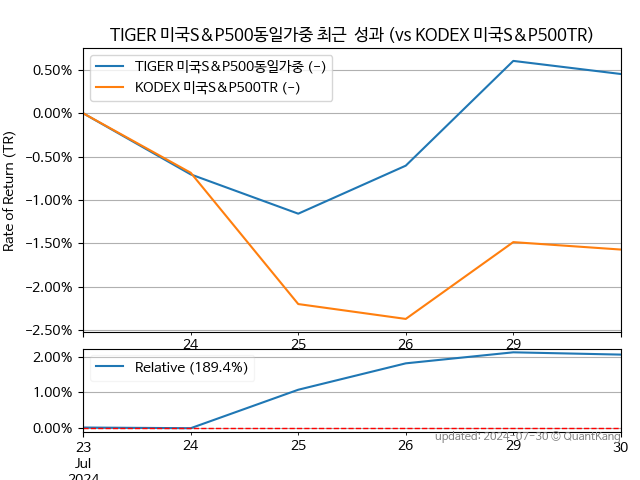 TIGER 미국S&P500동일가중 최근  성과 (vs KODEX 미국S&P500TR)
Rate of Return (TR)
0.50%
0.00%
−0.50%
−1.00%
−1.50%
−2.00%
−2.50%
TIGER 미국S&P500동일가중 (-)
KODEX 미국S&P500TR (-)
24 25 26 29 30
2.00%
1.00%
0.00%
Relative (189.4%)
updated: 2024-07-30 © QuantKang
23 24 25 26 29 30
Jul
2024